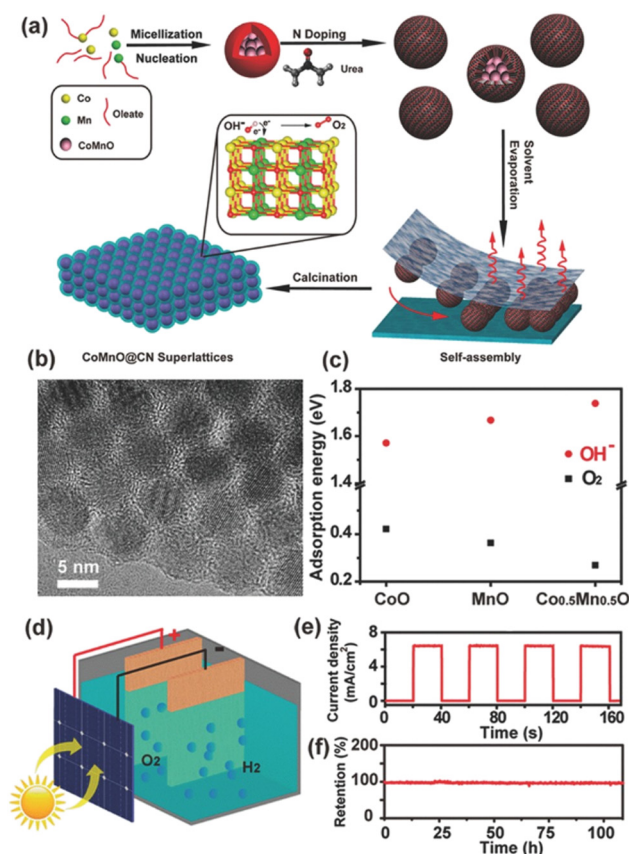 (a)
Micellization
Nucleation
N Doping
Urea
Co
Mn
CoMnO
Oleate
OH⁻
e⁻
e⁻
O₂
Solvent
Evaporation
Calcination
CoMnO@CN Superlattices
Self-assembly
(b)
5 nm
(c)
Adsorption energy (eV)
1.8
1.6
1.4
0.4
0.2
OH⁻
O₂
CoO
MnO
Co₀.₅Mn₀.₅O
(d)
+
-
O₂
H₂
(e)
Current density
(mA/cm²)
8
4
0
0 40 80 120 160
Time (s)
(f)
Retention (%)
200
100
0
0 25 50 75 100
Time (h)